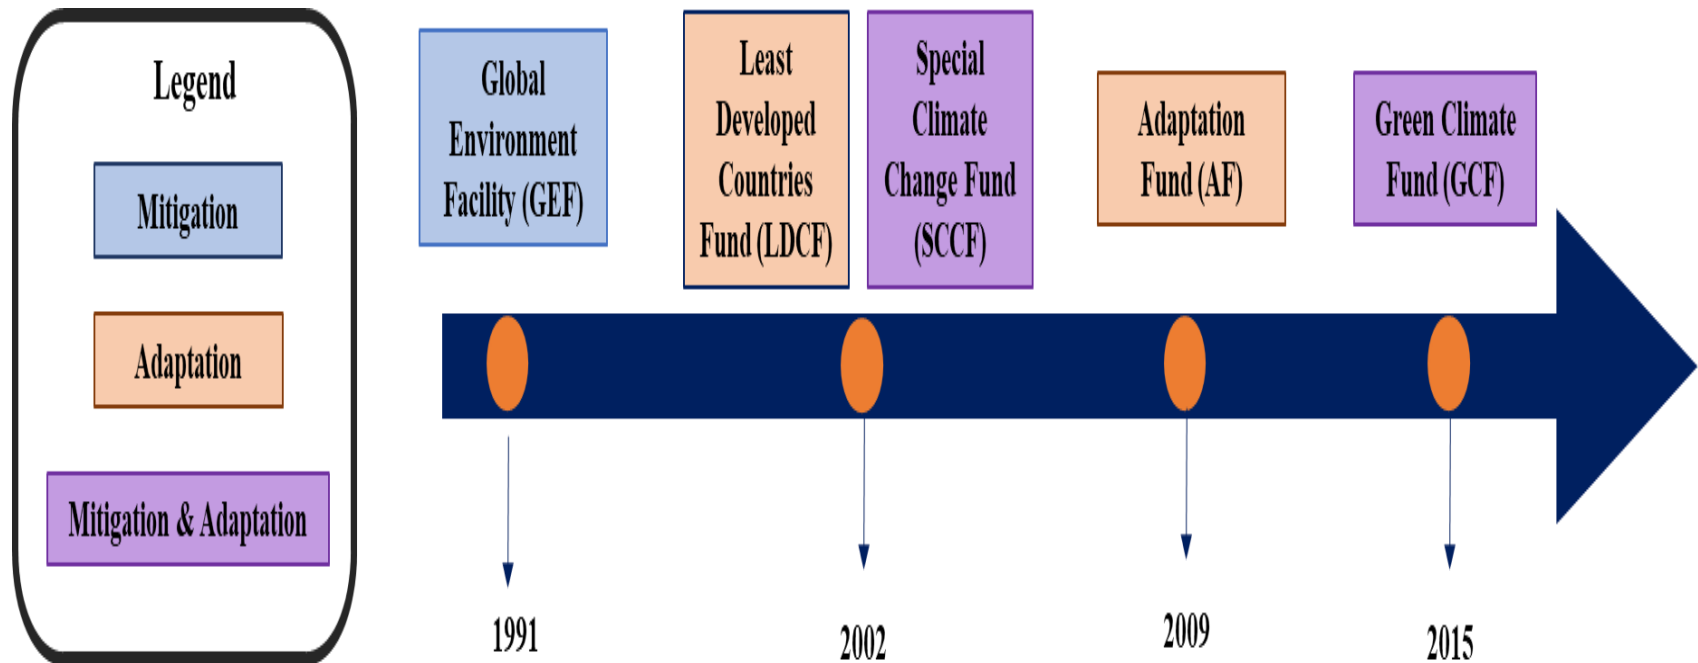 Legend
Mitigation
Adaptation
Mitigation & Adaptation
Global
Environment
Facility (GEF)
Least
Developed
Countries
Fund (LDCF)
Special
Climate
Change Fund
(SCCF)
Adaptation
Fund (AF)
Green Climate
Fund (GCF)
1991
2002
2009
2015